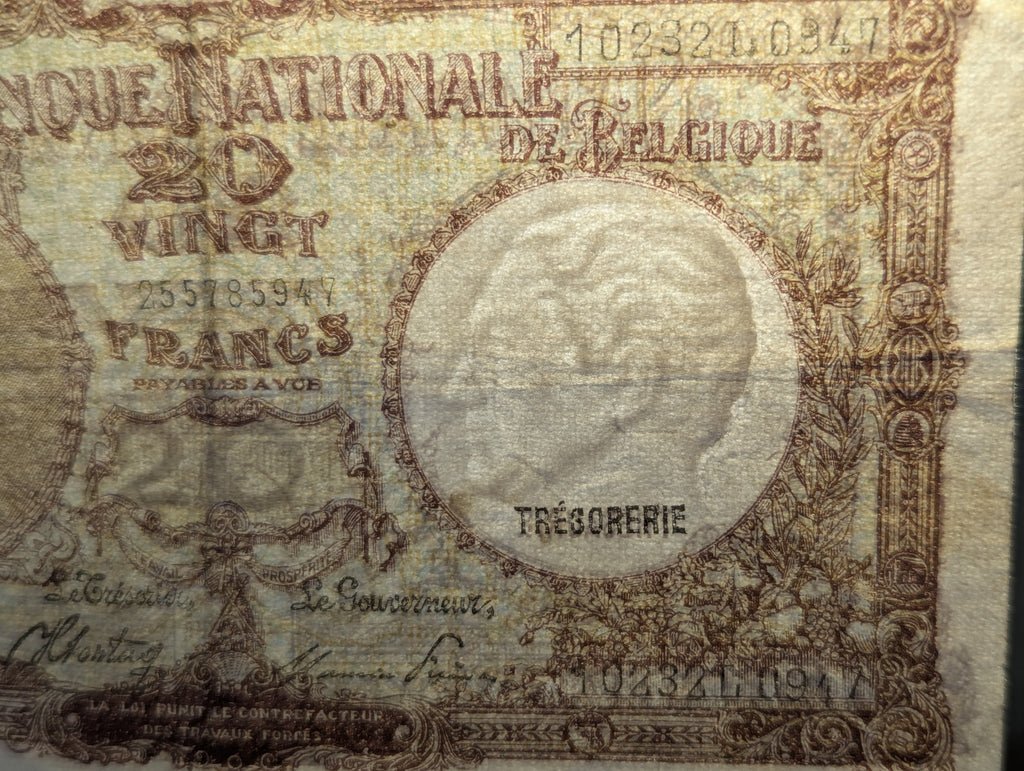 10232L0947
NQUE NATIONALE
DE BELGIQUE
20
VINGT
255785947
FRANCS
PAYABLES A VUE
TRÉSORERIE
Le Trésorier, Le Gouverneur,
10232L0947
LA LOI PUNIT LE CONTREFACTEUR
DES TRAVAUX FORCÉS